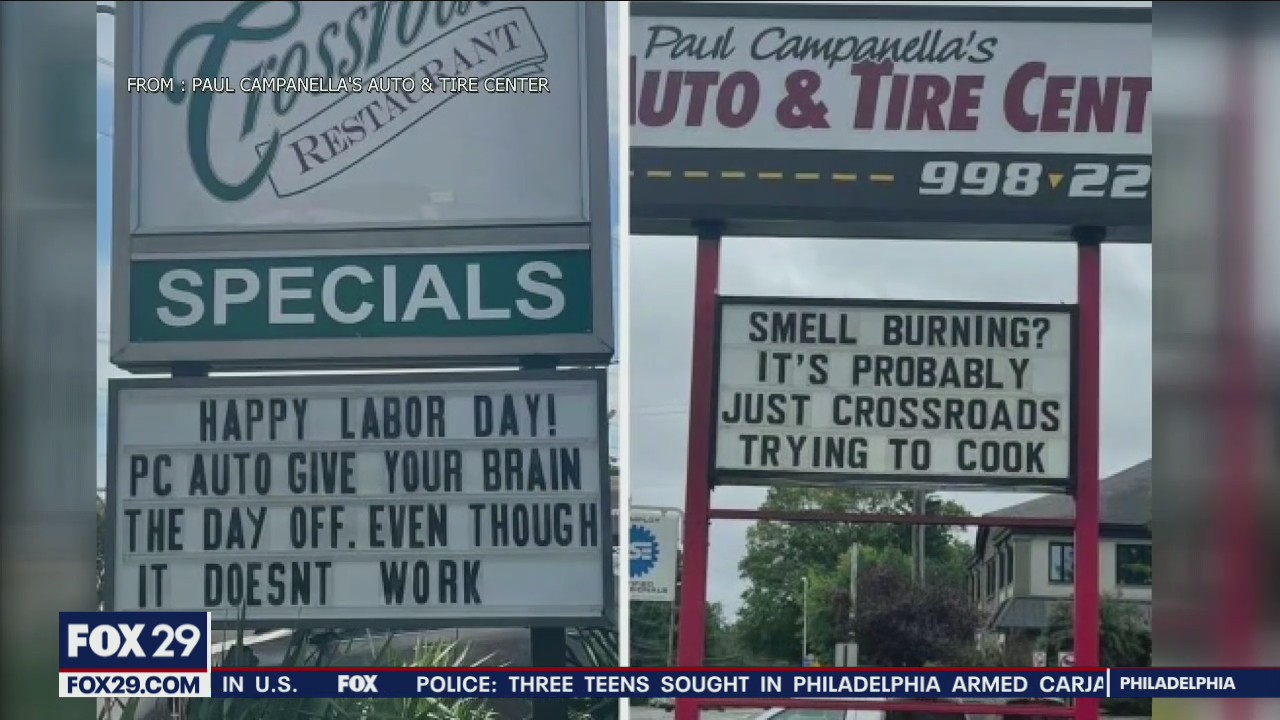 Crossroads
RESTAURANT
FROM : PAUL CAMPANELLA'S AUTO & TIRE CENTER
SPECIALS
HAPPY LABOR DAY!
PC AUTO GIVE YOUR BRAIN
THE DAY OFF. EVEN THOUGH
IT DOESNT WORK
Paul Campanella's
AUTO & TIRE CENT
998-22
SMELL BURNING?
IT'S PROBABLY
JUST CROSSROADS
TRYING TO COOK
FOX 29
FOX29.COM
IN U.S. FOX POLICE: THREE TEENS SOUGHT IN PHILADELPHIA ARMED CARJA
PHILADELPHIA